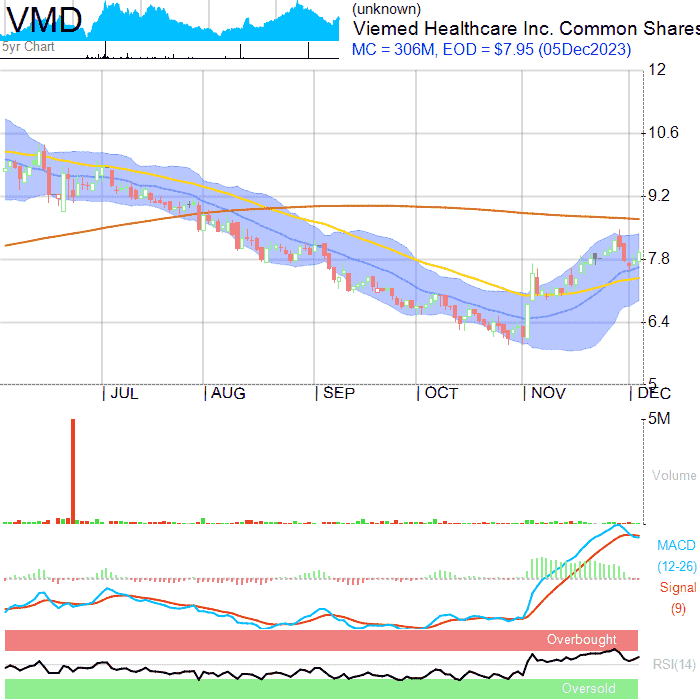 VMD
5yr Chart
(unknown)
Viemed Healthcare Inc. Common Shares
MC = 306M, EOD = $7.95 (05Dec2023)
12
10.6
9.2
7.8
6.4
5
JUL AUG SEP OCT NOV DEC
5M
Volume
MACD
(12-26)
Signal
(9)
Overbought
RSI(14)
Oversold